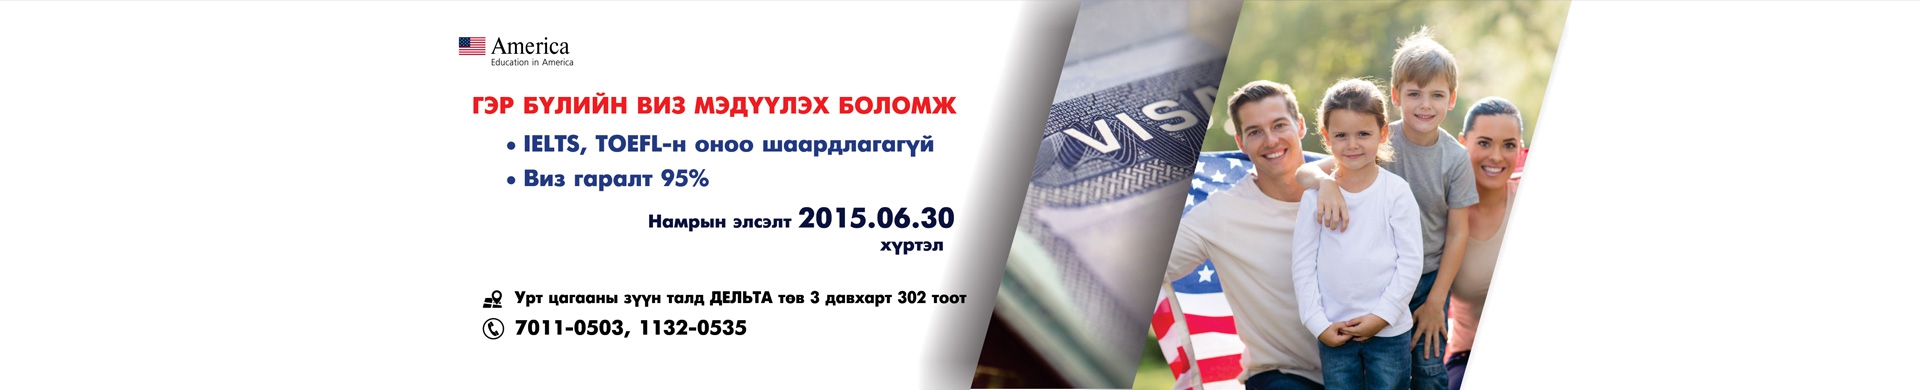 America
Education in America
ГЭР БҮЛИЙН ВИЗ МЭДҮҮЛЭХ БОЛОМЖ
• IELTS, TOEFL-н оноо шаардлагагүй
• Виз гаралт 95%
Намрын элсэлт 2015.06.30
хүртэл
Урт цагааны зүүн талд ДЕЛЬТА төв 3 давхарт 302 тоот
7011-0503, 1132-0535
VISA